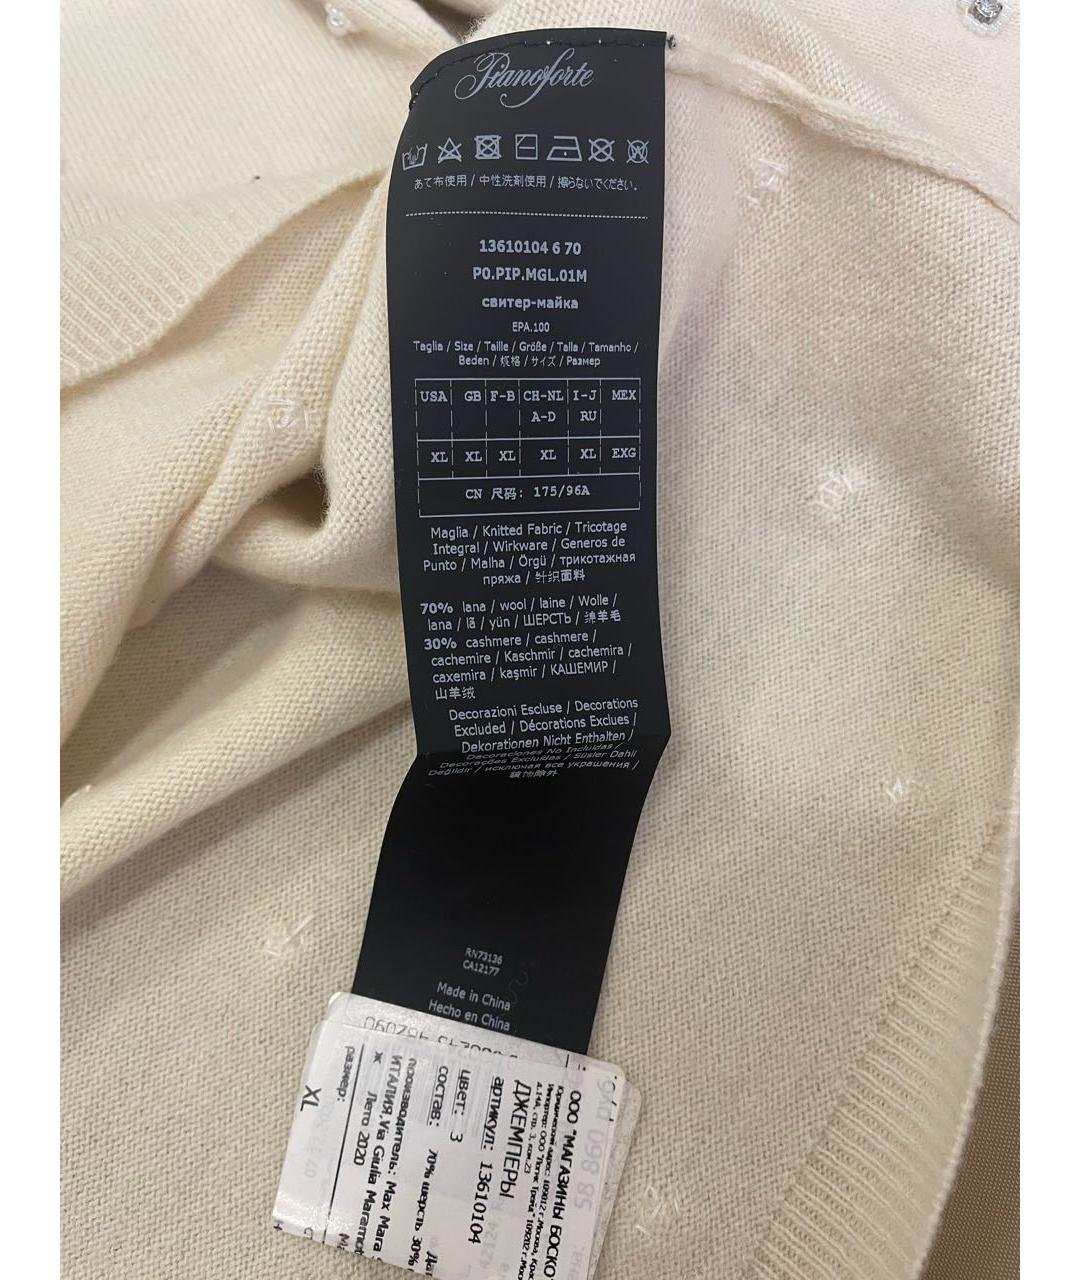 Pianoforte
あて布使用 / 中性洗剤使用 / 擦らないでください。
13610104 6 70
P0.PIP.MGL.01M
свитер-майка
EPA.100
Taglia / Size / Taille / Größe / Talla / Tamanho /
Beden / 规格 / サイズ / Размер
USA GB F-B CH-NL I-J MEX
A-D RU
XL XL XL XL XL EXG
CN 尺码: 175/96A
Maglia / Knitted Fabric / Tricotage
Integral / Wirkware / Generos de
Punto / Malha / Örgü / трикотажная
пряжа / 针织面料
70% lana / wool / laine / Wolle /
lana / lã / yün / ШЕРСТЬ / 绵羊毛
30% cashmere / cashmere /
cachemire / Kaschmir / cachemira /
caxemira / kaşmir / КАШЕМИР /
山羊绒
Decorazioni Escluse / Decorations
Excluded / Décorations Exclues /
Dekorationen Nicht Enthalten /
Decoraciones No Incluidas /
Decorações Excluídas / Süsler Dahil
Değildir / исключая все украшения /
装饰除外
RN73136
CA12177
Made in China
Hecho en China
ООО "МАГАЗИНЫ БОСКО
ДЖЕМПЕРЫ
артикул: 13610104
цвет: 3
состав: 70% шерсть 30%
производитель: Max Mara
ИТАЛИЯ, Via Giulia Maramot
ж Лето 2020
размер:
XL
58 860